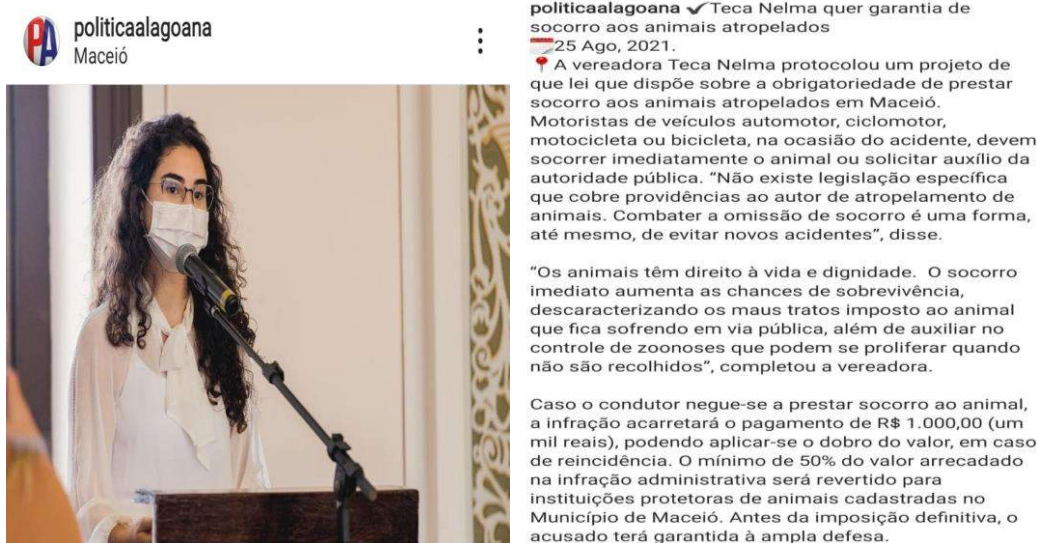 PA
politicaalagoana
Maceió
politicaalagoana ✔Teca Nelma quer garantia de
socorro aos animais atropelados
🗓25 Ago, 2021.
📍A vereadora Teca Nelma protocolou um projeto de
que lei que dispõe sobre a obrigatoriedade de prestar
socorro aos animais atropelados em Maceió.
Motoristas de veículos automotor, ciclomotor,
motocicleta ou bicicleta, na ocasião do acidente, devem
socorrer imediatamente o animal ou solicitar auxílio da
autoridade pública. “Não existe legislação específica
que cobre providências ao autor de atropelamento de
animais. Combater a omissão de socorro é uma forma,
até mesmo, de evitar novos acidentes”, disse.
“Os animais têm direito à vida e dignidade. O socorro
imediato aumenta as chances de sobrevivência,
descaracterizando os maus tratos imposto ao animal
que fica sofrendo em via pública, além de auxiliar no
controle de zoonoses que podem se proliferar quando
não são recolhidos”, completou a vereadora.
Caso o condutor negue-se a prestar socorro ao animal,
a infração acarretará o pagamento de R$ 1.000,00 (um
mil reais), podendo aplicar-se o dobro do valor, em caso
de reincidência. O mínimo de 50% do valor arrecadado
na infração administrativa será revertido para
instituições protetoras de animais cadastradas no
Município de Maceió. Antes da imposição definitiva, o
acusado terá garantida à ampla defesa.